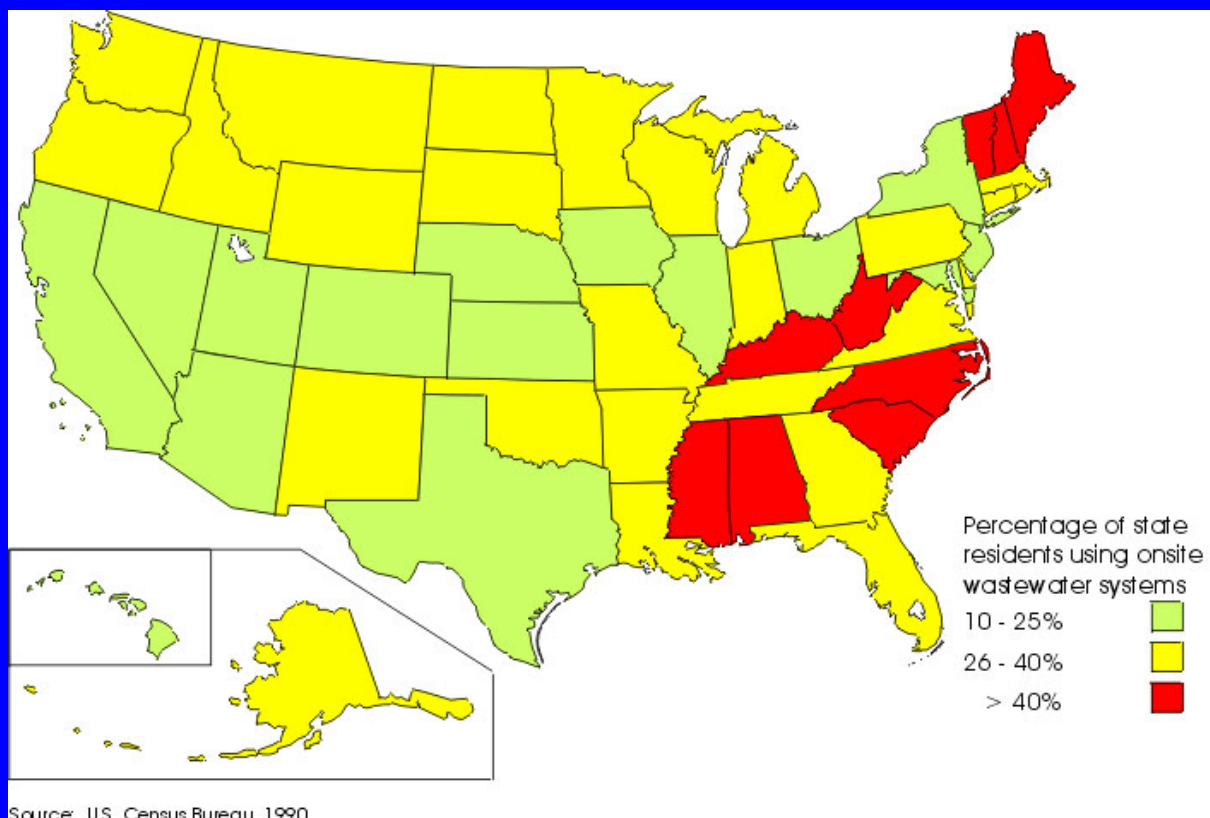 Percentage of state
residents using onsite
wastewater systems
10 - 25%
26 - 40%
> 40%
Source: U.S. Census Bureau, 1990